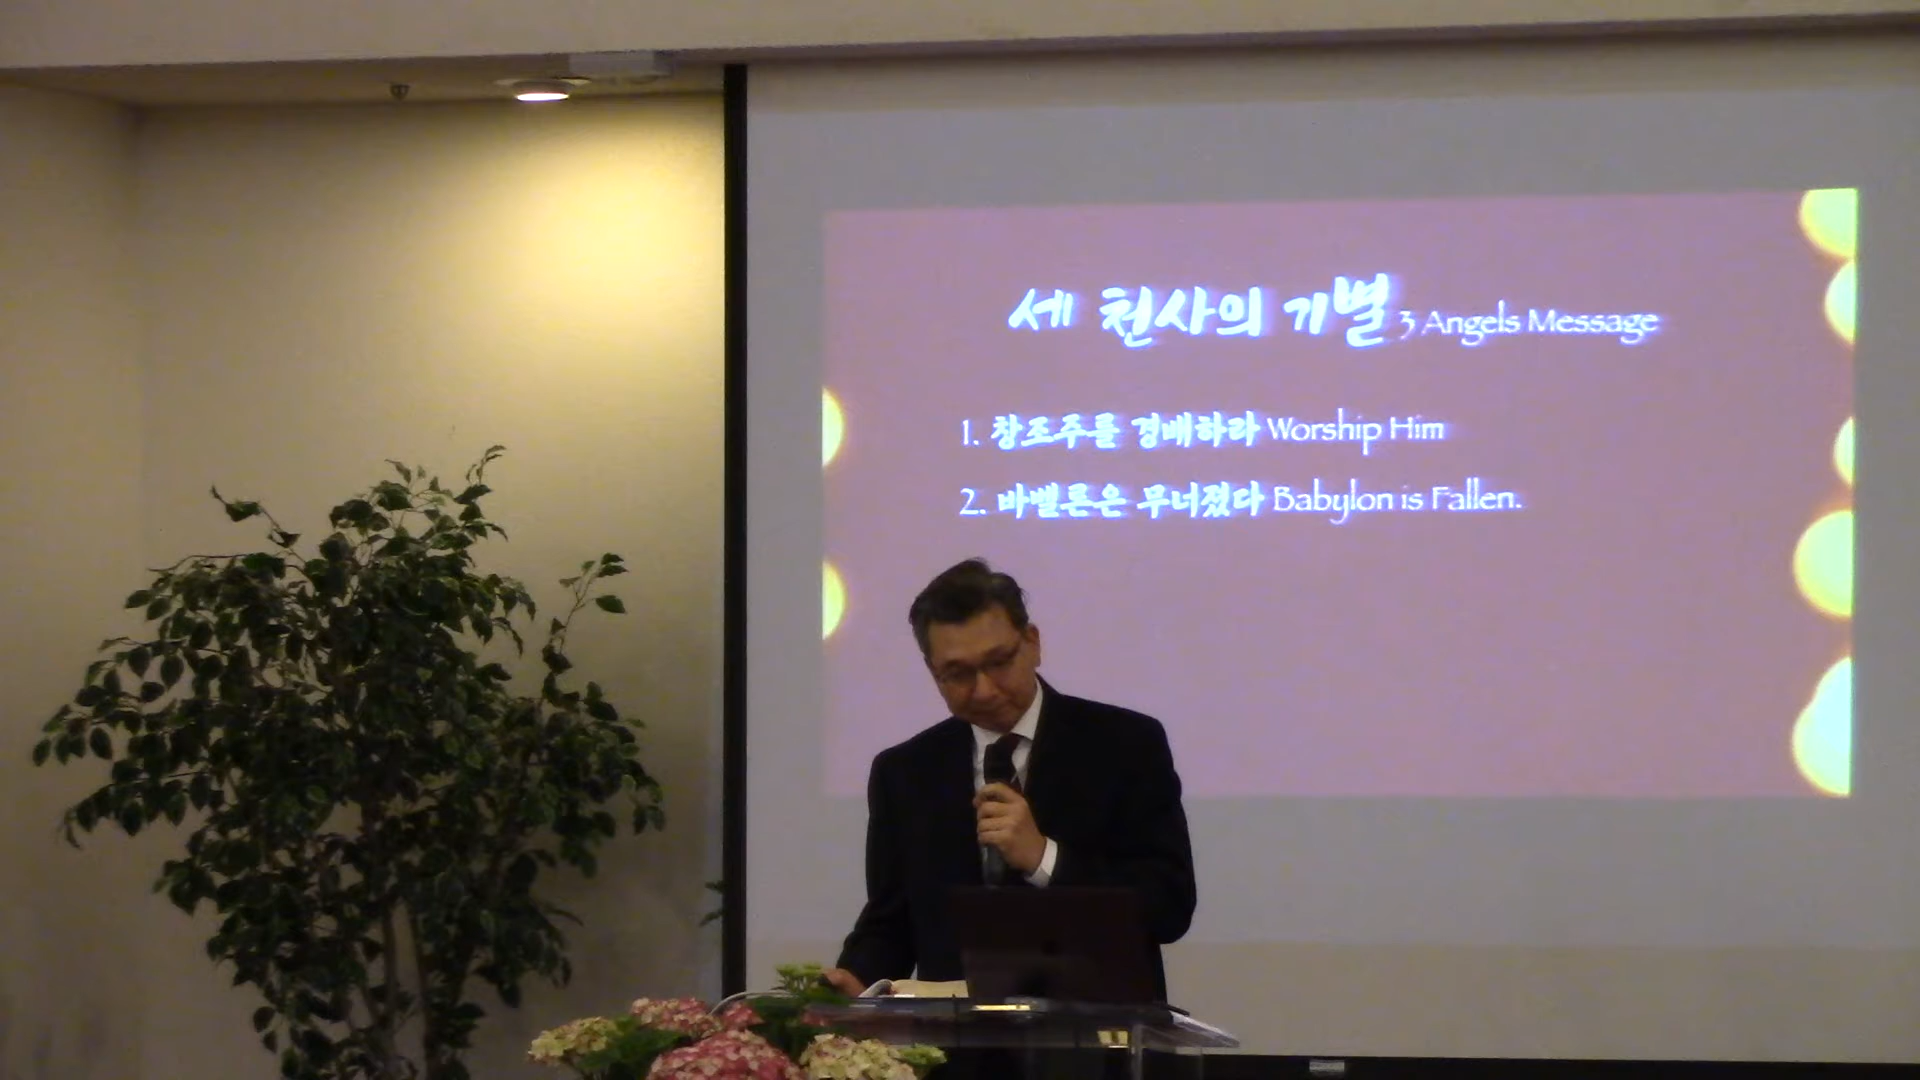 세 천사의 기별 3 Angels Message
1. 창조주를 경배하라 Worship Him
2. 바벨론은 무너졌다 Babylon is Fallen.